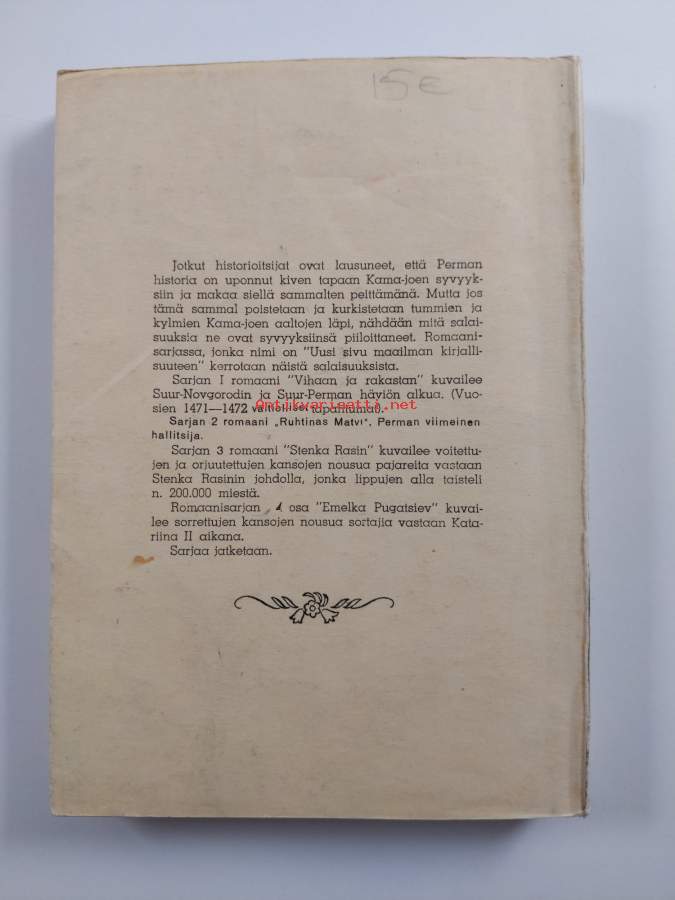 15€
Jotkut historioitsijat ovat lausuneet, että Perman
historia on uponnut kiven tapaan Kama-joen syvyyk-
siin ja makaa siellä sammalten peittämänä. Mutta jos
tämä sammal poistetaan ja kurkistetaan tummien ja
kylmien Kama-joen aaltojen läpi, nähdään mitä salai-
suuksia ne ovat syvyyksiinsä piiloittaneet. Romaani-
sarjassa, jonka nimi on "Uusi sivu maailman kirjalli-
suuteen" kerrotaan näistä salaisuuksista.
Sarjan I romaani "Vihaan ja rakastan" kuvailee
Suur-Novgorodin ja Suur-Perman häviön alkua. (Vuo-
sien 1471—1472 valtiolliset tapahtumat).
Antikvariaatti.net
Sarjan 2 romaani „Ruhtinas Matvi". Perman viimeinen
hallitsija.
Sarjan 3 romaani "Stenka Rasin" kuvailee voitettu-
jen ja orjuutettujen kansojen nousua pajareita vastaan
Stenka Rasinin johdolla, jonka lippujen alla taisteli
n. 200.000 miestä.
Romaanisarjan osa "Emelka Pugatsiev" kuvai-
lee sorrettujen kansojen nousua sortajia vastaan Kata-
riina II aikana.
Sarjaa jatketaan.